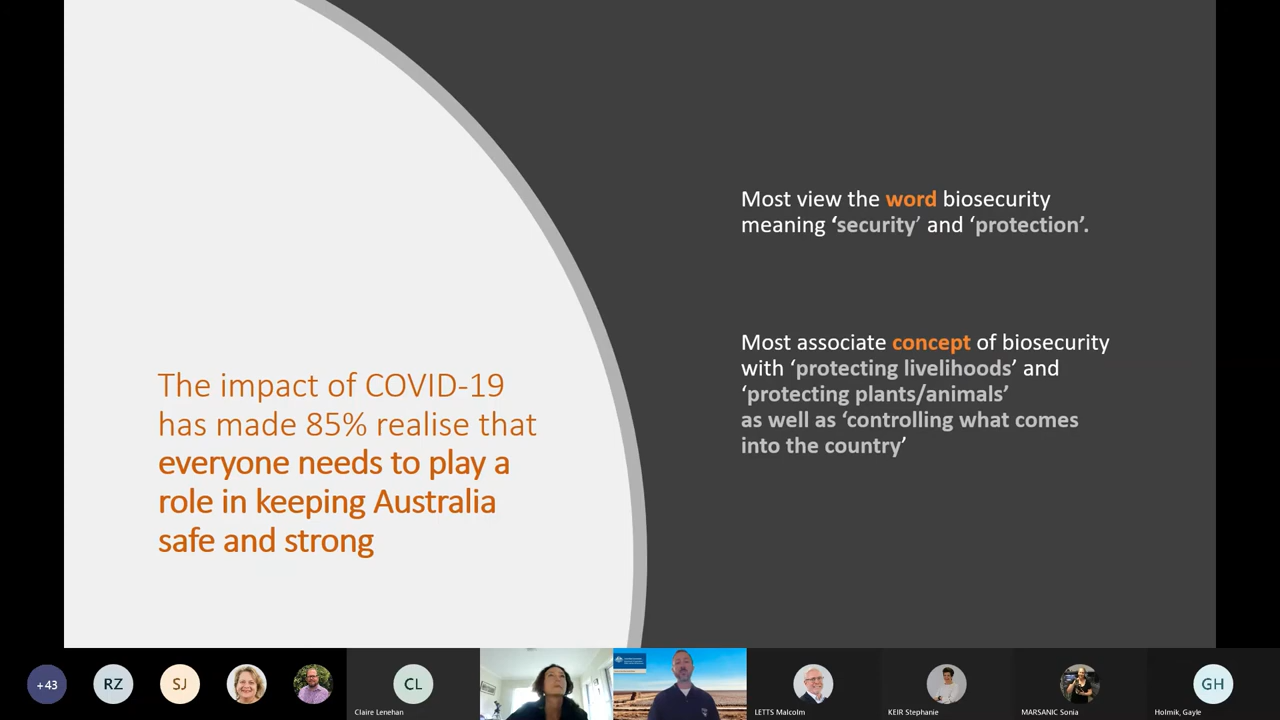 Most view the word biosecurity
meaning ‘security’ and ‘protection’.
Most associate concept of biosecurity
with ‘protecting livelihoods’ and
‘protecting plants/animals’
as well as ‘controlling what comes
into the country’
The impact of COVID-19
has made 85% realise that
everyone needs to play a
role in keeping Australia
safe and strong
+43
RZ
SJ
CL
Claire Lenehan
LETTS Malcolm
KEIR Stephanie
MARSANIC Sonia
GH
Holmik, Gayle